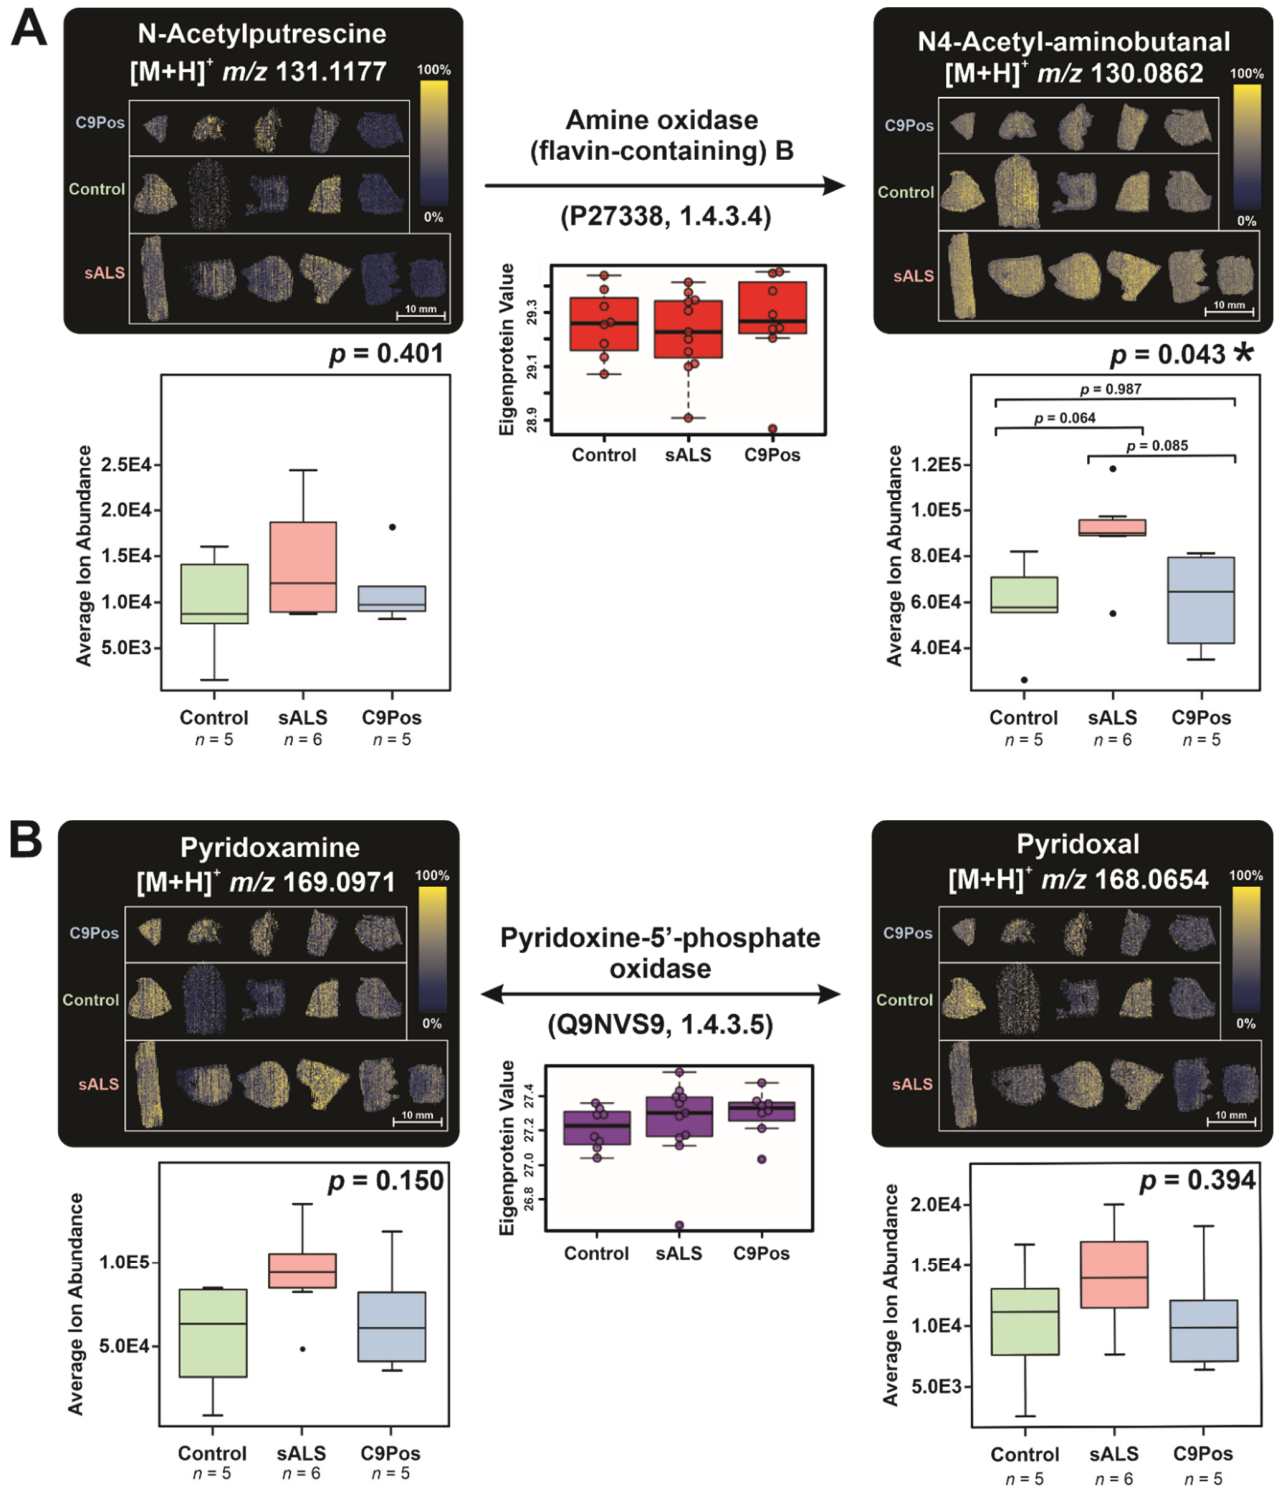 A
N-Acetylputrescine
[M+H]⁺ m/z 131.1177
100%
C9Pos
Control
0%
sALS
10 mm
Amine oxidase
(flavin-containing) B
(P27338, 1.4.3.4)
N4-Acetyl-aminobutanal
[M+H]⁺ m/z 130.0862
100%
C9Pos
Control
0%
sALS
10 mm
Eigenprotein Value
29.3
29.1
28.9
Control sALS C9Pos
p = 0.401
Average Ion Abundance
2.5E4
2.0E4
1.5E4
1.0E4
5.0E3
Control sALS C9Pos
n = 5 n = 6 n = 5
p = 0.043 *
p = 0.987
p = 0.064
p = 0.085
Average Ion Abundance
1.2E5
1.0E5
8.0E4
6.0E4
4.0E4
Control sALS C9Pos
n = 5 n = 6 n = 5
B
Pyridoxamine
[M+H]⁺ m/z 169.0971
100%
C9Pos
Control
0%
sALS
10 mm
Pyridoxine-5’-phosphate
oxidase
(Q9NVS9, 1.4.3.5)
Pyridoxal
[M+H]⁺ m/z 168.0654
100%
C9Pos
Control
0%
sALS
10 mm
Eigenprotein Value
27.4
27.2
27.0
26.8
Control sALS C9Pos
p = 0.150
Average Ion Abundance
1.0E5
5.0E4
Control sALS C9Pos
n = 5 n = 6 n = 5
p = 0.394
Average Ion Abundance
2.0E4
1.5E4
1.0E4
5.0E3
Control sALS C9Pos
n = 5 n = 6 n = 5